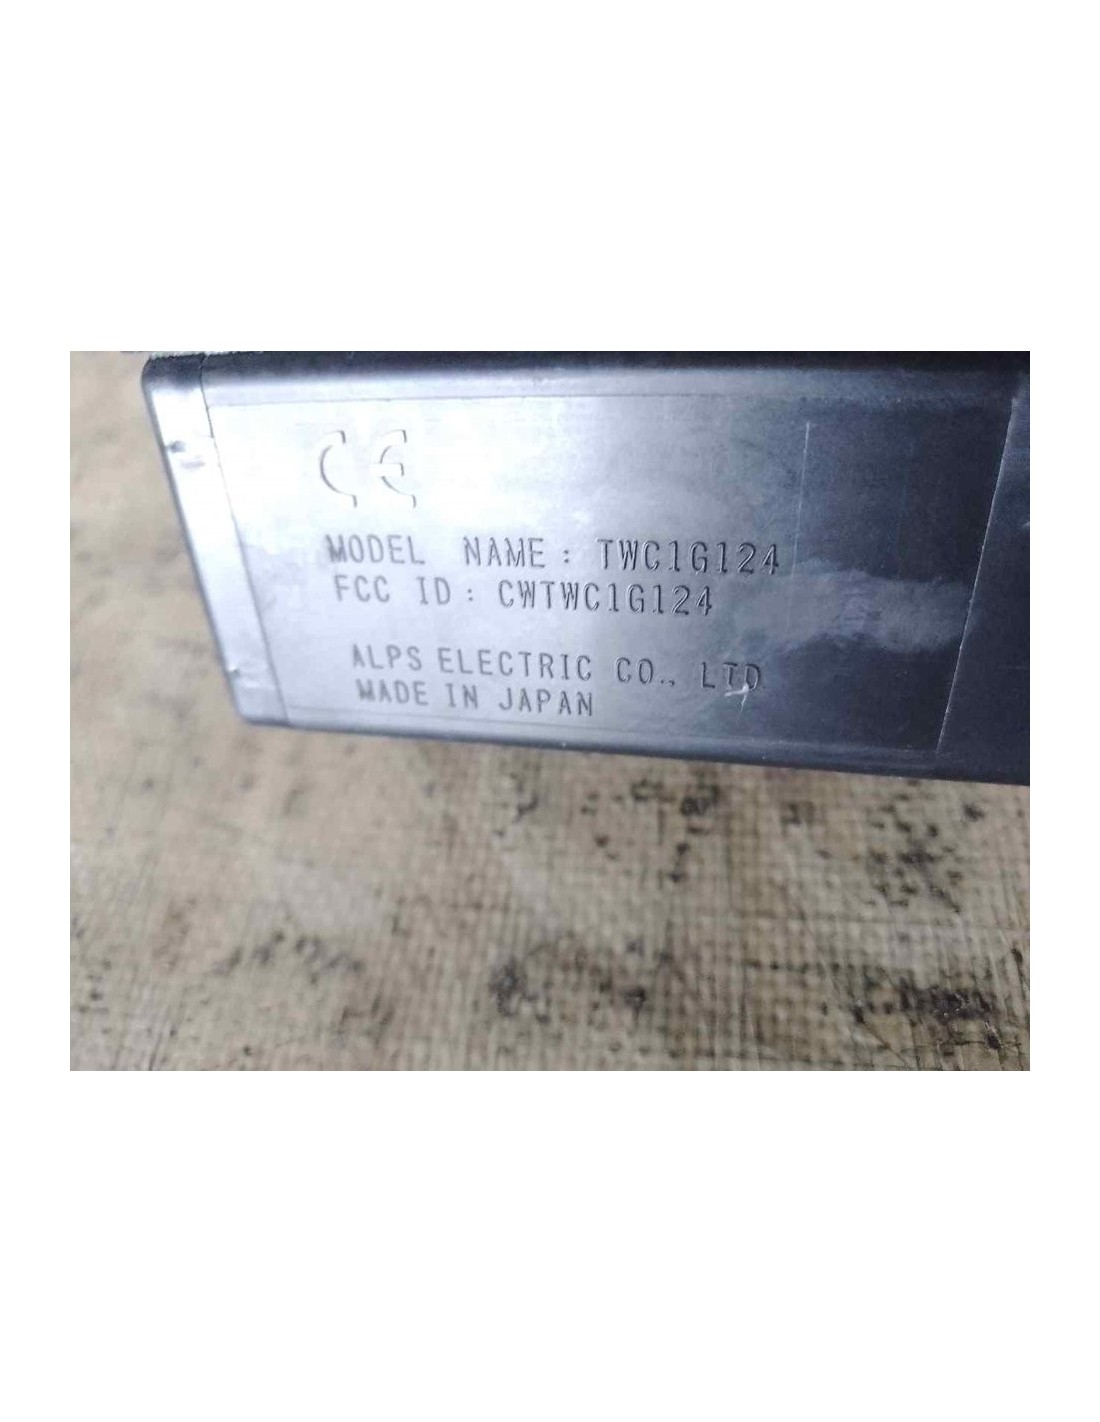 CE
MODEL NAME : TWC1G124
FCC ID : CWTWC1G124
ALPS ELECTRIC CO., LTD
MADE IN JAPAN